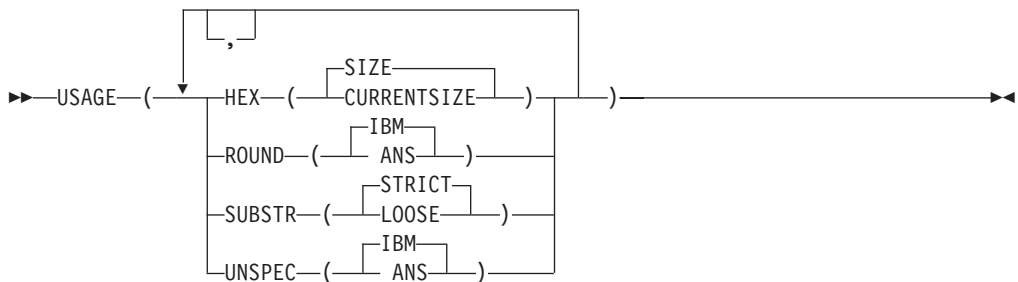 ,
SIZE
USAGE ( HEX ( CURRENTSIZE ) )
IBM
ROUND ( ANS )
STRICT
SUBSTR ( LOOSE )
IBM
UNSPEC ( ANS )